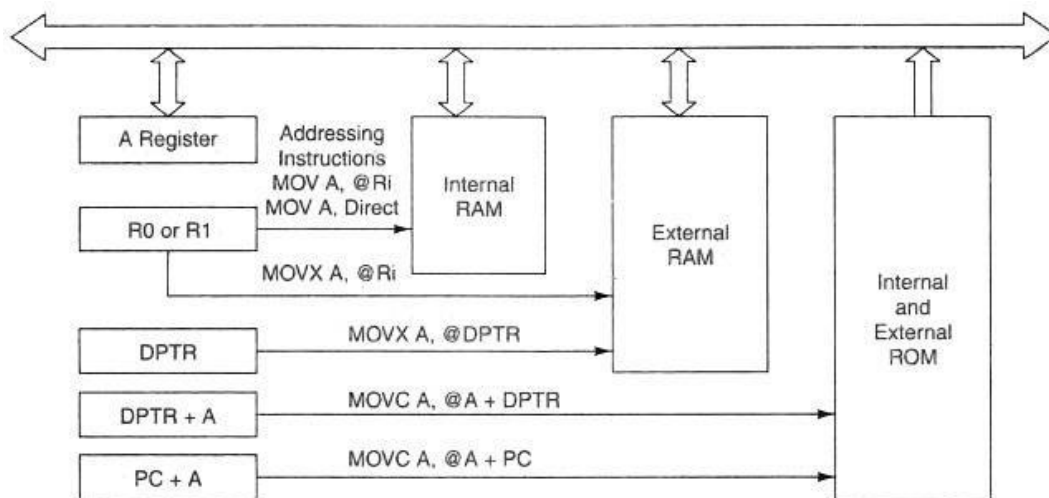 A Register
Addressing
Instructions
MOV A, @Ri
MOV A, Direct
Internal
RAM
R0 or R1
MOVX A, @Ri
External
RAM
Internal
and
External
ROM
DPTR
MOVX A, @DPTR
DPTR + A
MOVC A, @A + DPTR
PC + A
MOVC A, @A + PC